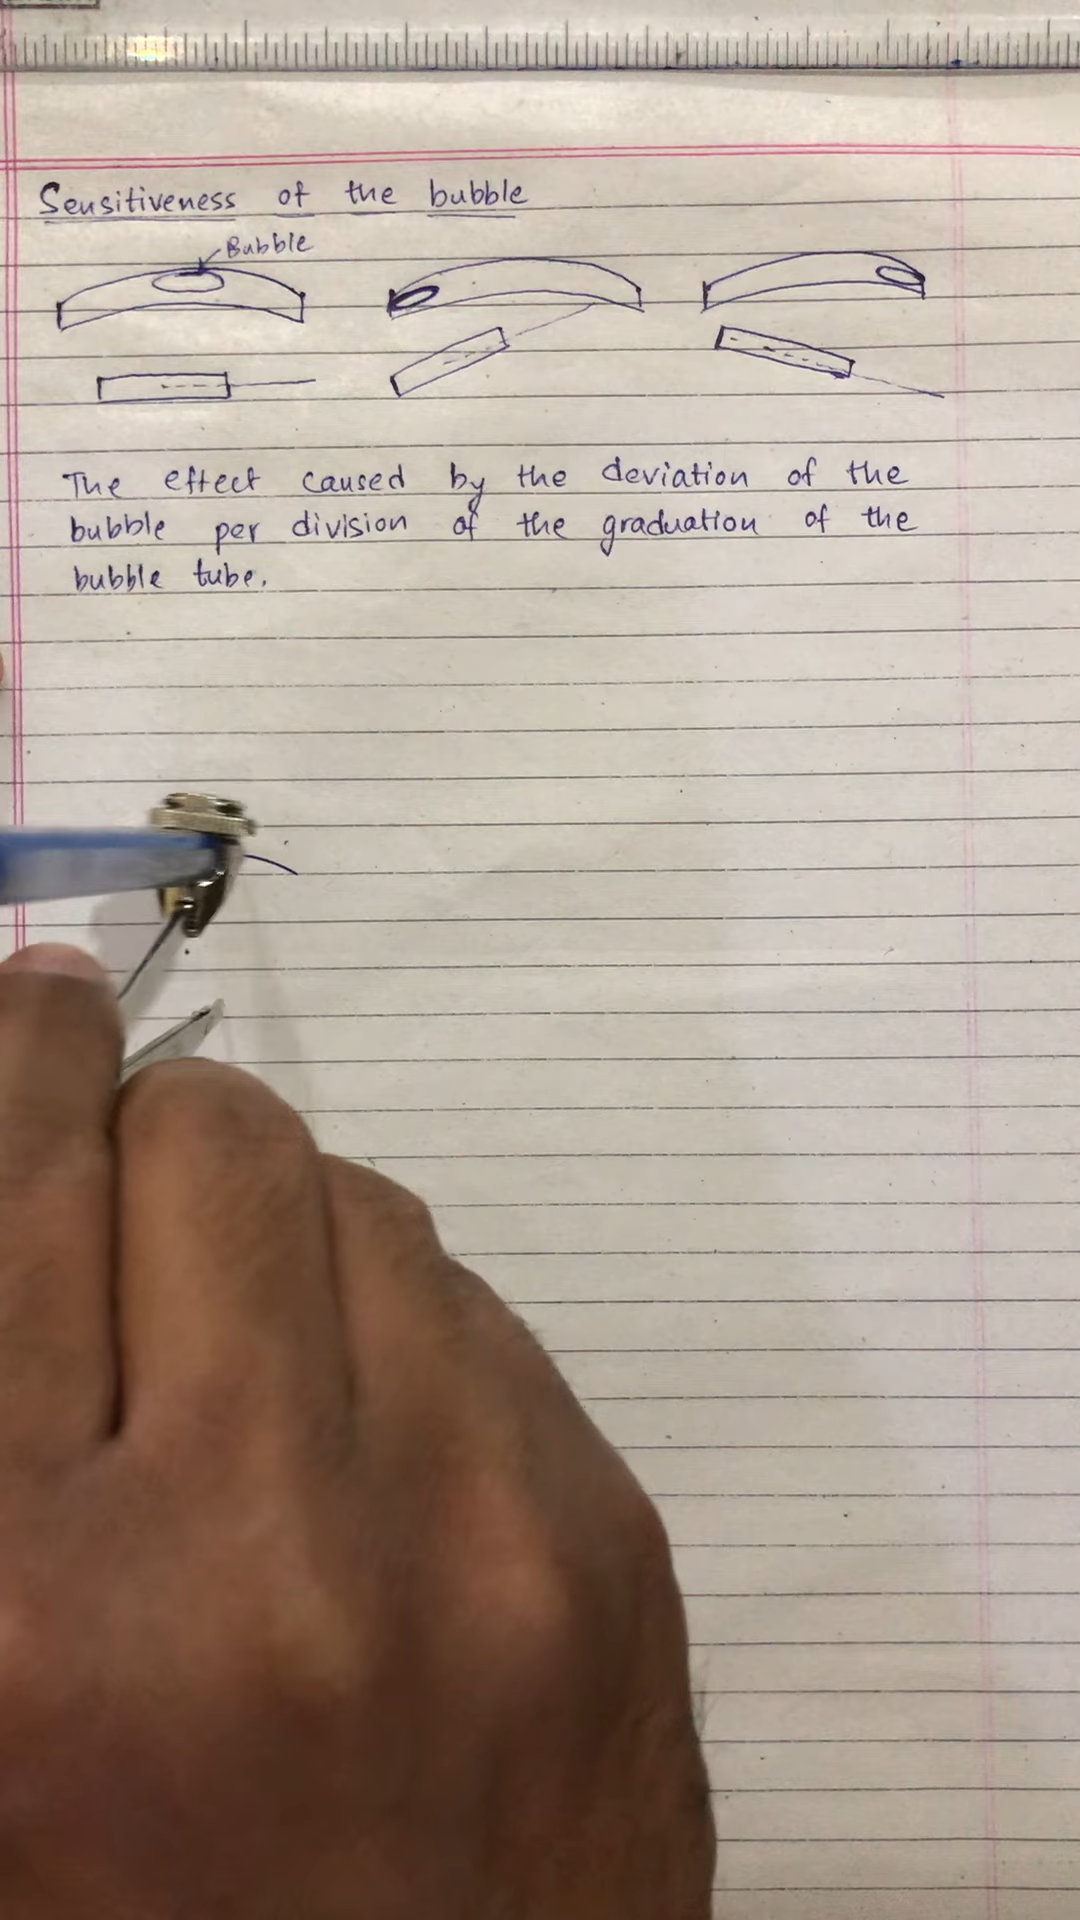 Sensitiveness of the bubble
Bubble
The effect caused by the deviation of the
bubble per division of the graduation of the
bubble tube.